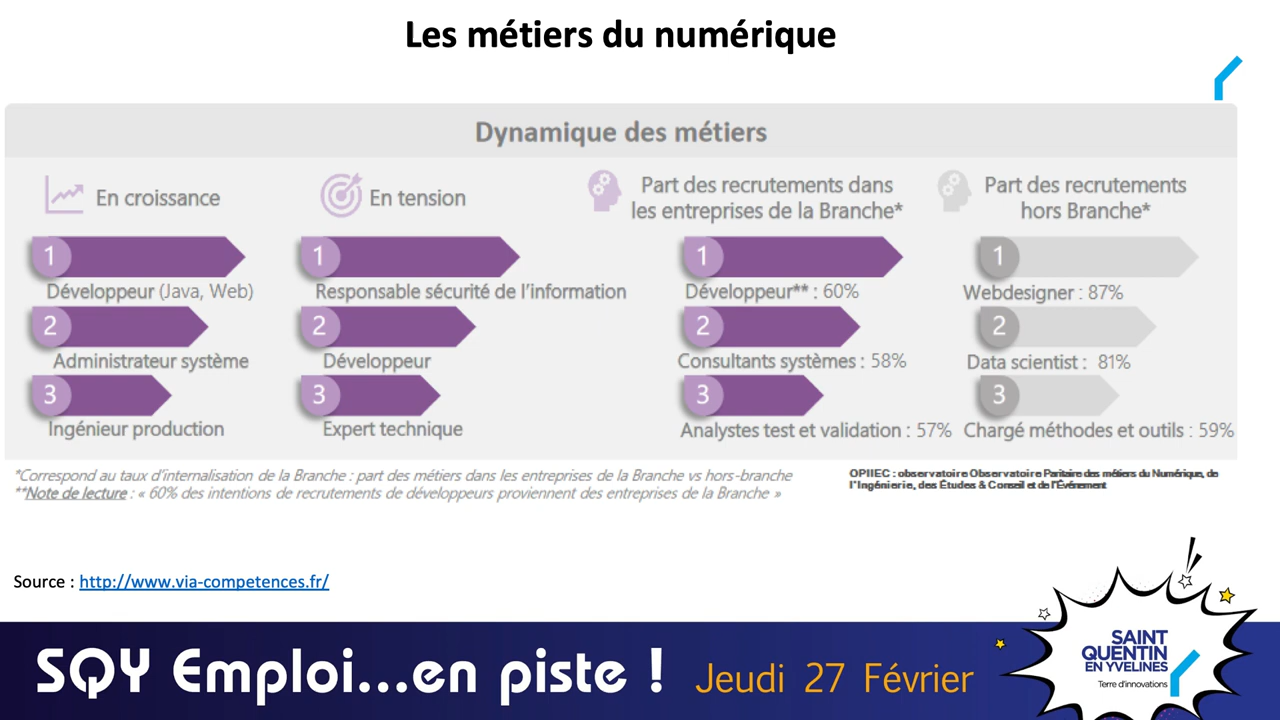 Les métiers du numérique
Dynamique des métiers
En croissance
1
Développeur (Java, Web)
2
Administrateur système
3
Ingénieur production
En tension
1
Responsable sécurité de l'information
2
Développeur
3
Expert technique
Part des recrutements dans
les entreprises de la Branche*
1
Développeur** : 60%
2
Consultants systèmes : 58%
3
Analystes test et validation : 57%
Part des recrutements
hors Branche*
1
Webdesigner : 87%
2
Data scientist : 81%
3
Chargé méthodes et outils : 59%
*Correspond au taux d'internalisation de la Branche : part des métiers dans les entreprises de la Branche vs hors-branche
**Note de lecture : « 60% des intentions de recrutements de développeurs proviennent des entreprises de la Branche »
OPIIEC : observatoire Observatoire Paritaire des métiers du Numérique, de
l'Ingénierie, des Études & Conseil et de l'Événement
Source : http://www.via-competences.fr/
SQY Emploi...en piste ! Jeudi 27 Février
SAINT
QUENTIN
EN YVELINES
Terre d'innovations